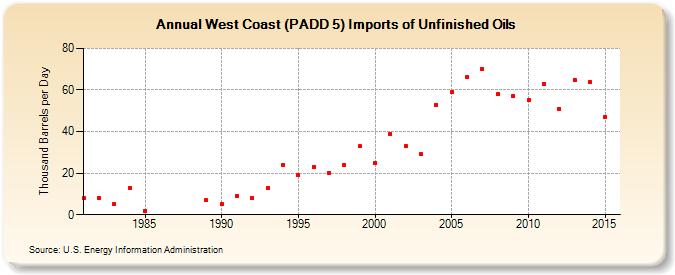 Annual West Coast (PADD 5) Imports of Unfinished Oils
Thousand Barrels per Day
80
60
40
20
0
1985 1990 1995 2000 2005 2010 2015
Source: U.S. Energy Information Administration